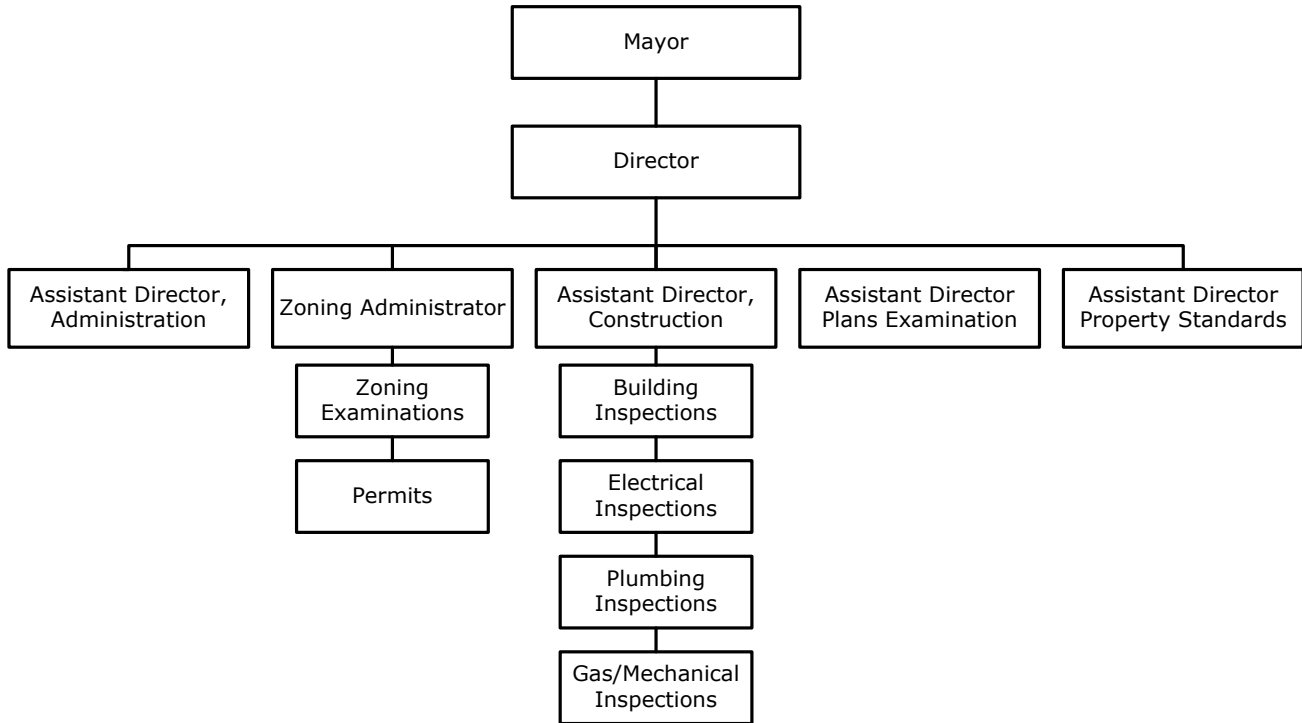 Mayor
Director
Assistant Director,
Administration
Zoning Administrator
Assistant Director,
Construction
Assistant Director
Plans Examination
Assistant Director
Property Standards
Zoning
Examinations
Building
Inspections
Permits
Electrical
Inspections
Plumbing
Inspections
Gas/Mechanical
Inspections